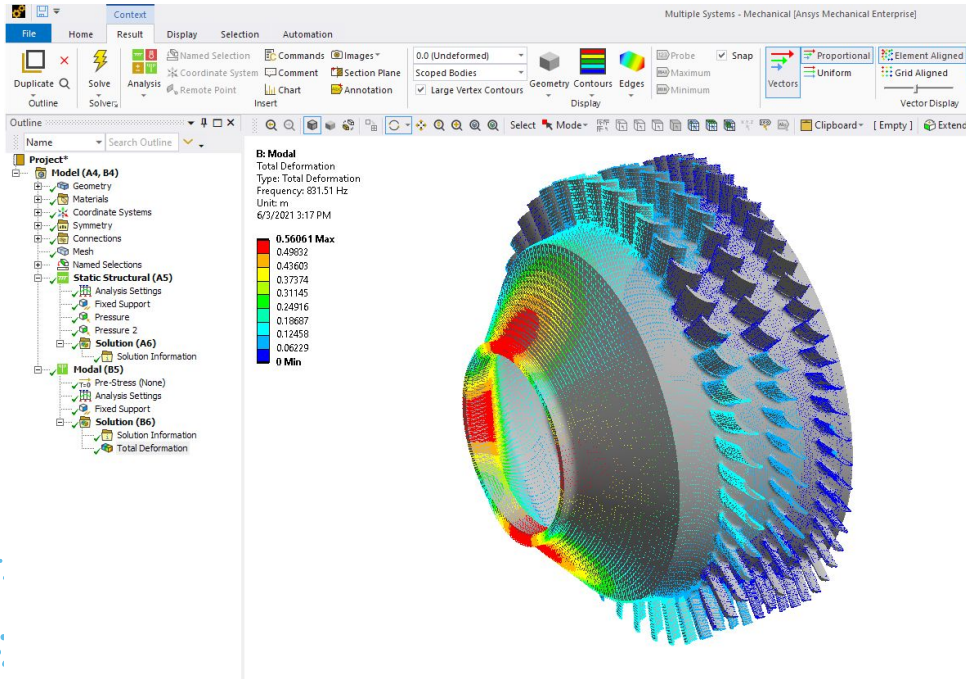 Context
Multiple Systems - Mechanical [Ansys Mechanical Enterprise]
File Home Result Display Selection Automation
Duplicate
Outline
Solve
Solver
Analysis
Named Selection
Coordinate System
Remote Point
Commands
Comment
Chart
Images
Section Plane
Annotation
Insert
0.0 (Undeformed)
Scoped Bodies
Large Vertex Contours
Geometry Contours Edges
Display
Probe
Maximum
Minimum
Snap
Vectors
Proportional
Uniform
Element Aligned
Grid Aligned
Vector Display
Outline
Name Search Outline
Select Mode Clipboard [ Empty ] Extend
Project*
Model (A4, B4)
Geometry
Materials
Coordinate Systems
Symmetry
Connections
Mesh
Named Selections
Static Structural (A5)
Analysis Settings
Fixed Support
Pressure
Pressure 2
Solution (A6)
Solution Information
Modal (B5)
Pre-Stress (None)
Analysis Settings
Fixed Support
Solution (B6)
Solution Information
Total Deformation
B: Modal
Total Deformation
Type: Total Deformation
Frequency: 831.51 Hz
Unit: m
6/3/2021 3:17 PM
0.56061 Max
0.49832
0.43603
0.37374
0.31145
0.24916
0.18687
0.12458
0.06229
0 Min